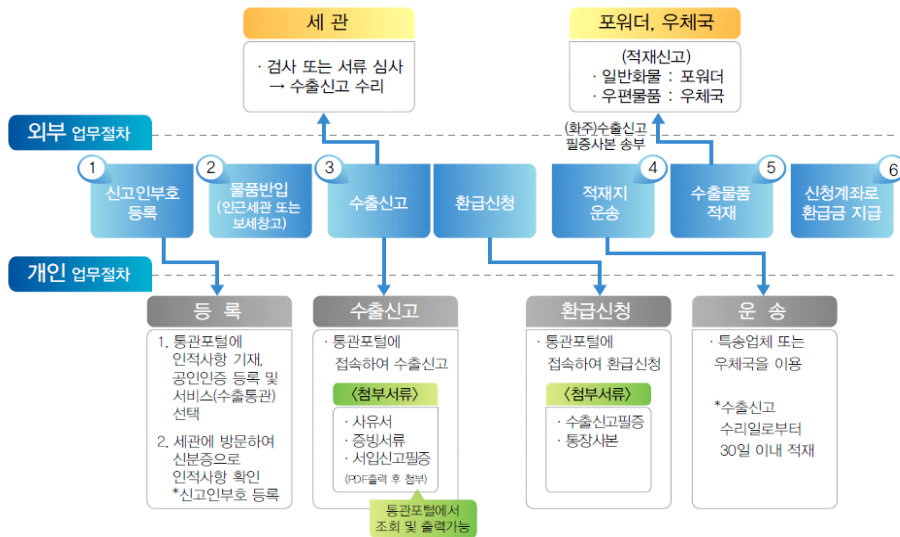 세 관
· 검사 또는 서류 심사
→ 수출신고 수리
포워더, 우체국
(적재신고)
· 일반화물 : 포워더
· 우편물품 : 우체국
외부 업무절차
(화주)수출신고
필증사본 송부
1
신고인부호
등록
2
물품반입
(인근세관 또는
보세창고)
3
수출신고
환급신청
4
적재지
운송
5
수출물품
적재
6
신청계좌로
환급금 지급
개인 업무절차
등 록
1. 통관포털에
인적사항 기재,
공인인증 등록 및
서비스(수출통관)
선택
2. 세관에 방문하여
신분증으로
인적사항 확인
*신고인부호 등록
수출신고
· 통관포털에
접속하여 수출신고
<첨부서류>
· 사유서
· 증빙서류
· 서입신고필증
(PDF출력 후 첨부)
통관포털에서
조회 및 출력가능
환급신청
· 통관포털에
접속하여 환급신청
<첨부서류>
· 수출신고필증
· 통장사본
운 송
· 특송업체 또는
우체국을 이용
*수출신고
수리일로부터
30일 이내 적재